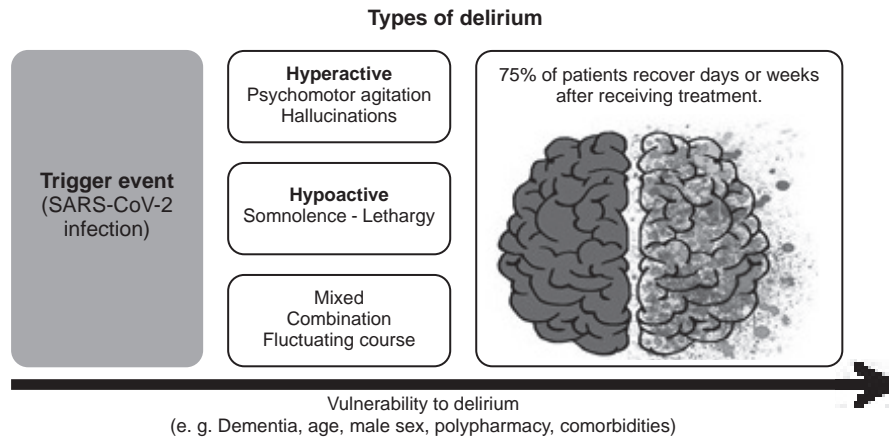 Types of delirium
Trigger event
(SARS-CoV-2
infection)
Hyperactive
Psychomotor agitation
Hallucinations
Hypoactive
Somnolence - Lethargy
Mixed
Combination
Fluctuating course
75% of patients recover days or weeks
after receiving treatment.
Vulnerability to delirium
(e. g. Dementia, age, male sex, polypharmacy, comorbidities)